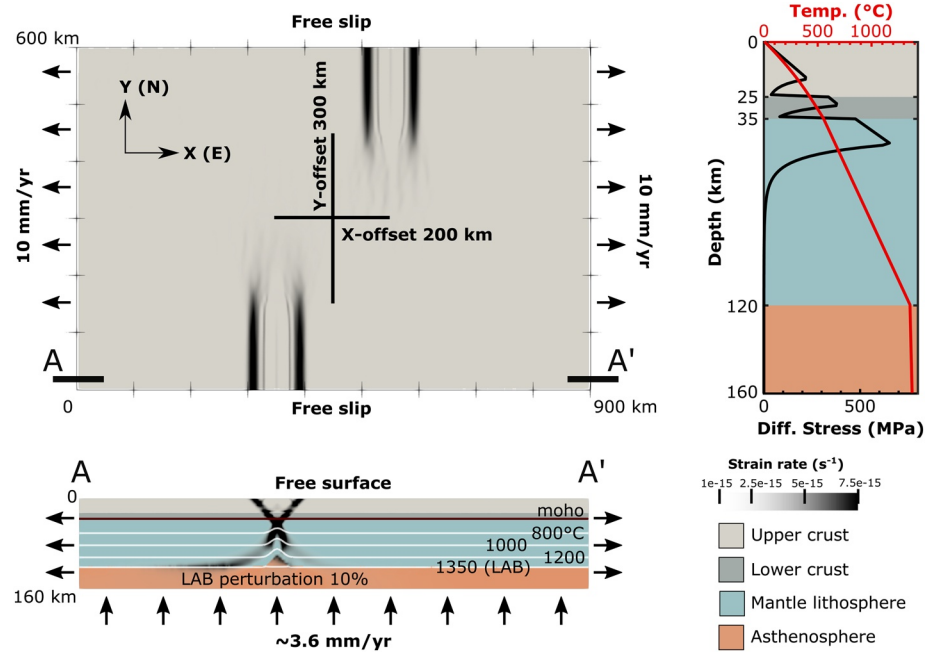 Free slip
600 km
Y (N)
X (E)
Y-offset 300 km
X-offset 200 km
10 mm/yr
10 mm/yr
A
A'
0
Free slip
900 km
Temp. (°C)
0 500 1000
0
25
35
120
160
Depth (km)
0 500
Diff. Stress (MPa)
A
A'
Free surface
0
moho
800°C
1000
1200
1350 (LAB)
LAB perturbation 10%
160 km
~3.6 mm/yr
Strain rate (s⁻¹)
1e-15 2.5e-15 5e-15 7.5e-15
Upper crust
Lower crust
Mantle lithosphere
Asthenosphere